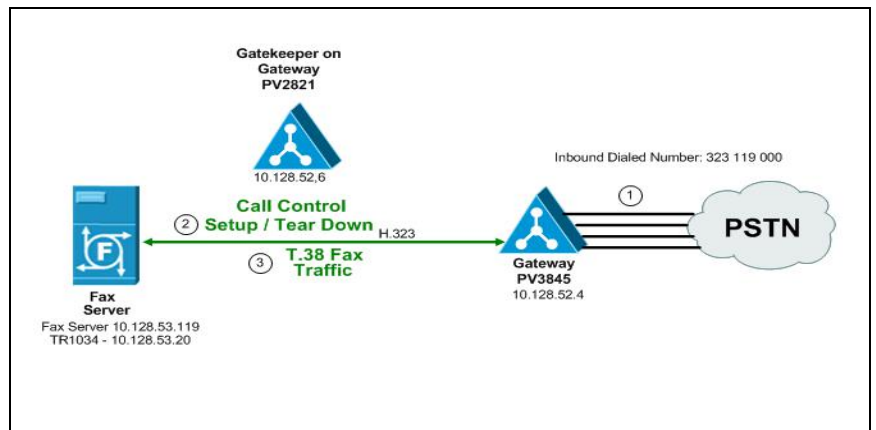 Gatekeeper on
Gateway
PV2821
10.128.52,6
Inbound Dialed Number: 323 119 000
1
Call Control
2 Setup / Tear Down
H.323
3 T.38 Fax
Traffic
PSTN
F
Gateway
PV3845
10.128.52.4
Fax
Server
Fax Server 10.128.53.119
TR1034 - 10.128.53.20